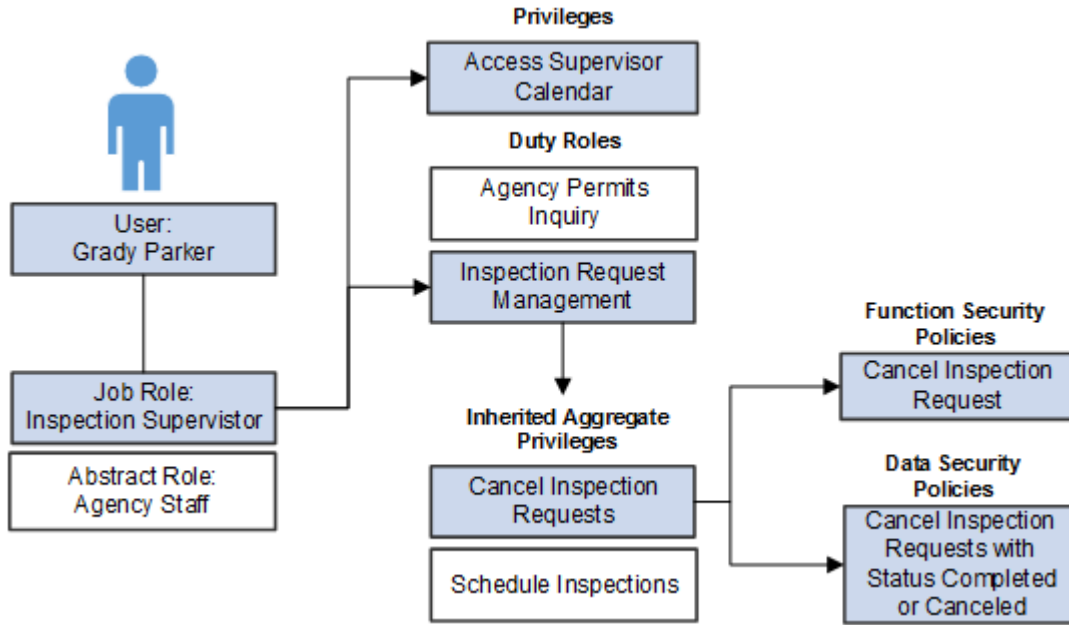 Privileges
Access Supervisor
Calendar
Duty Roles
Agency Permits
Inquiry
User:
Grady Parker
Inspection Request
Management
Function Security
Policies
Cancel Inspection
Request
Job Role:
Inspection Supervistor
Inherited Aggregate
Privileges
Abstract Role:
Agency Staff
Cancel Inspection
Requests
Data Security
Policies
Cancel Inspection
Requests with
Status Completed
or Canceled
Schedule Inspections